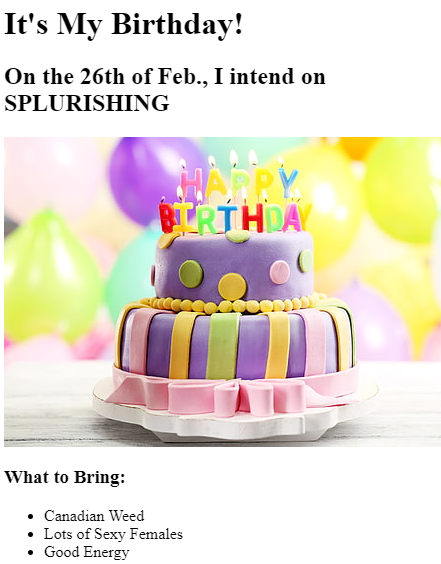 It's My Birthday!
On the 26th of Feb., I intend on
SPLURISHING
HAPPY
BIRTHDAY
What to Bring:
Canadian Weed
Lots of Sexy Females
Good Energy